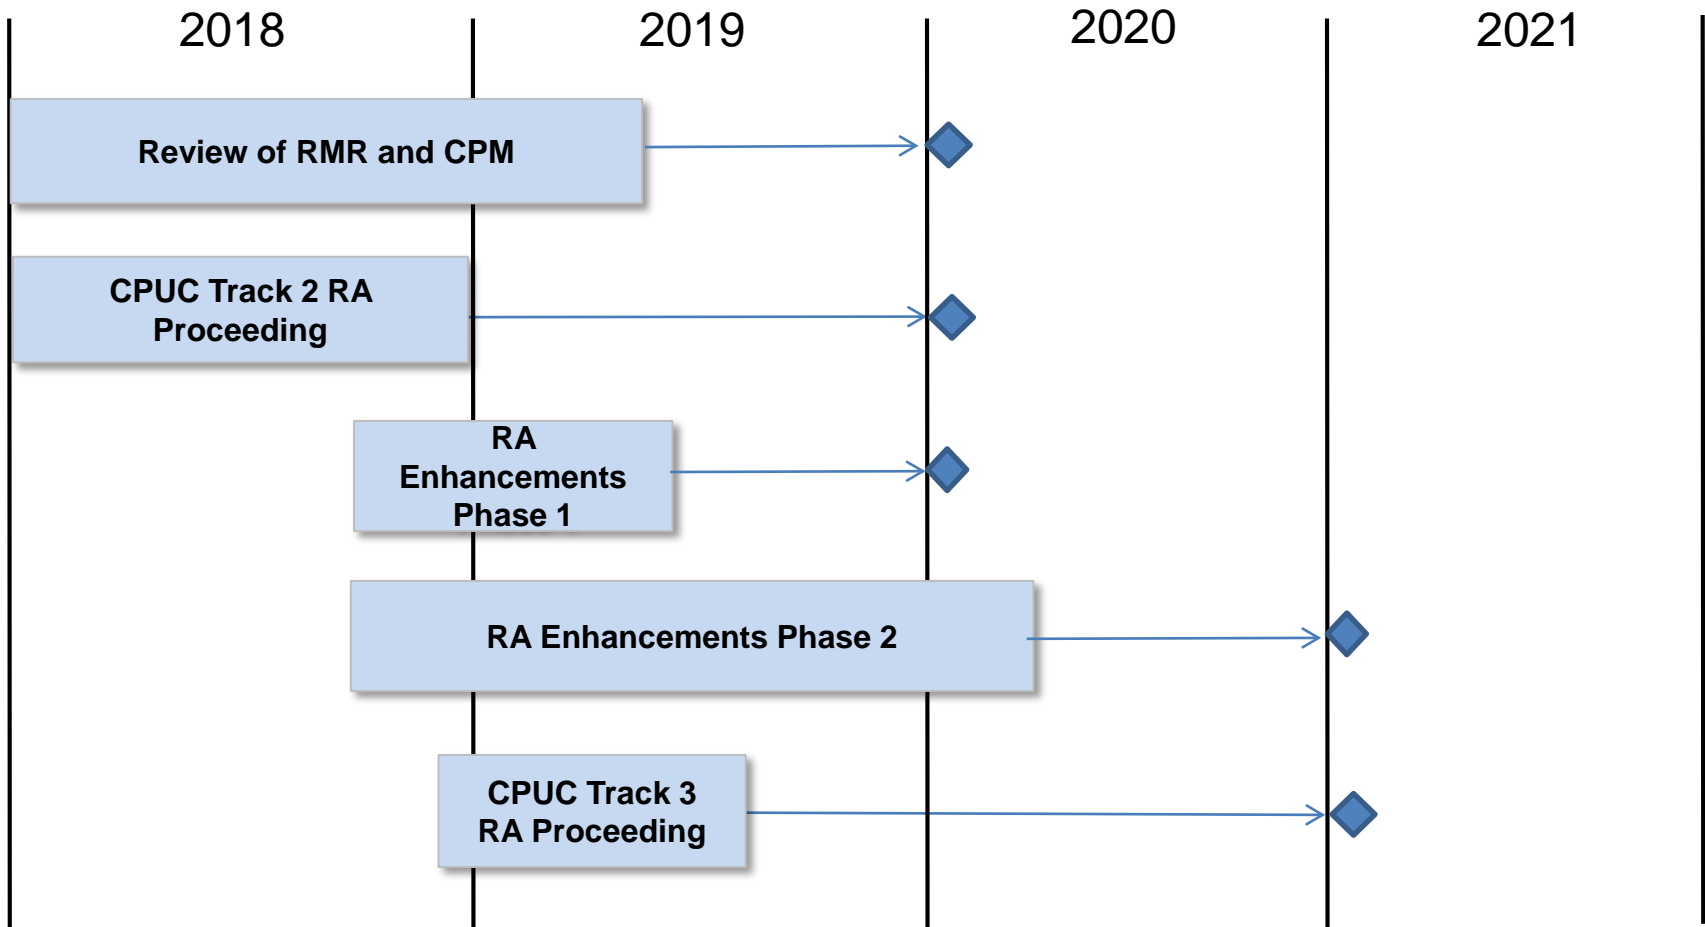 2018 2019 2020 2021
Review of RMR and CPM
CPUC Track 2 RA
Proceeding
RA
Enhancements
Phase 1
RA Enhancements Phase 2
CPUC Track 3
RA Proceeding